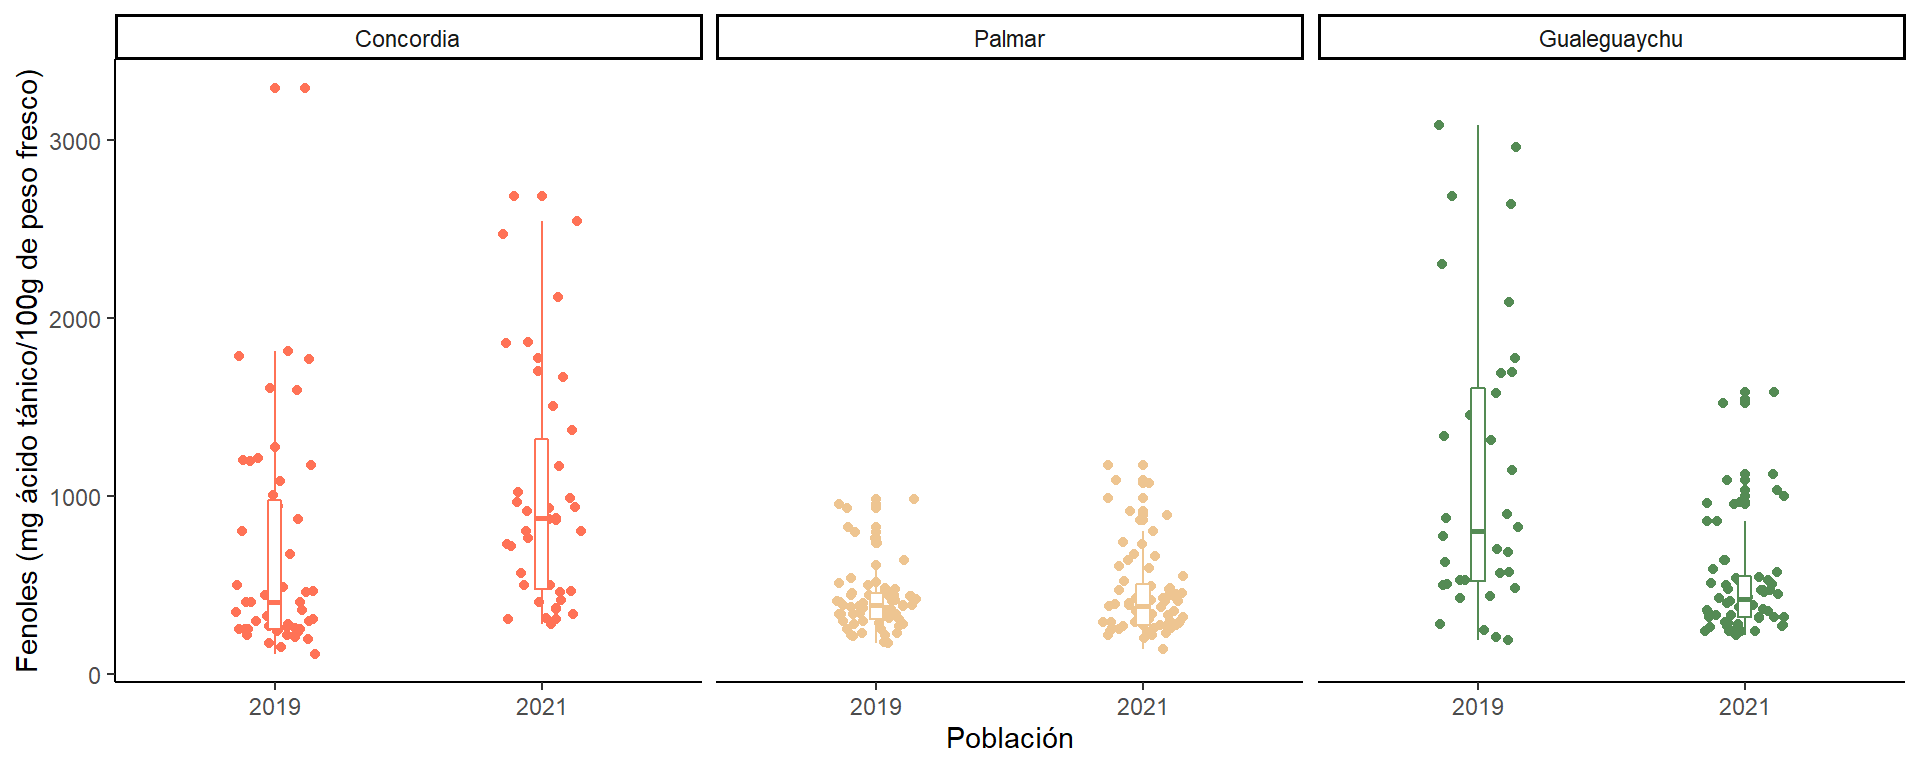 Concordia
Palmar
Gualeguaychu
Fenoles (mg ácido tánico/100g de peso fresco)
3000
2000
1000
0
2019
2021
2019
2021
2019
2021
Población